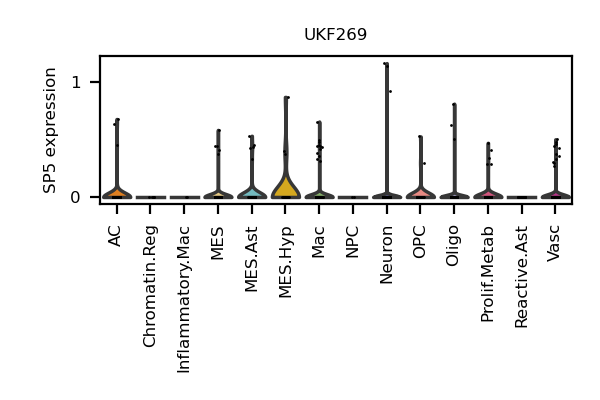 UKF269
SP5 expression
1
0
AC
Chromatin.Reg
Inflammatory.Mac
MES
MES.Ast
MES.Hyp
Mac
NPC
Neuron
OPC
Oligo
Prolif.Metab
Reactive.Ast
Vasc